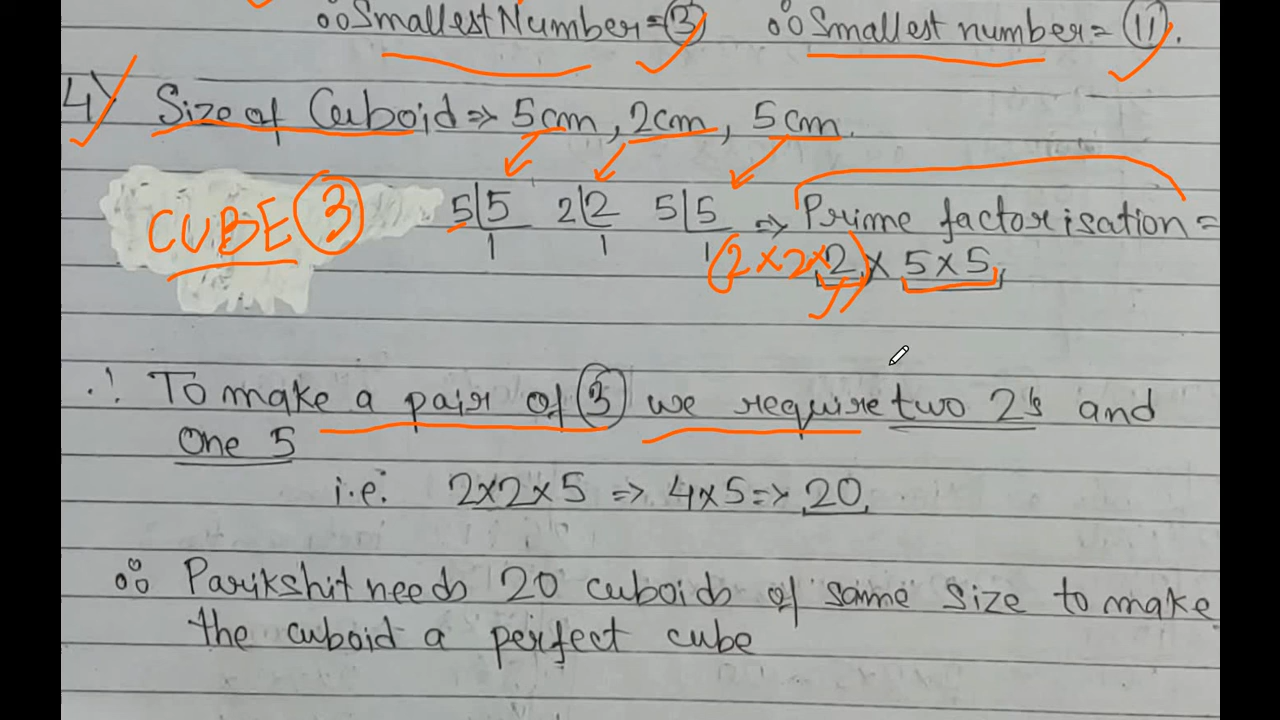 ∴ Smallest Number = 3 ∴ Smallest number = 11.
4) Size of Cuboid ⇒ 5cm, 2cm, 5cm.
CUBE 3 5|5 2|2 5|5 ⇒ Prime factorisation =
1 1 1 (2×2×2)× 5×5,
∴ To make a pair of 3 we require two 2's and
One 5
i.e. 2×2×5 ⇒ 4×5 ⇒ 20.
∴ Parikshit needs 20 cuboids of same size to make
the cuboid a perfect cube